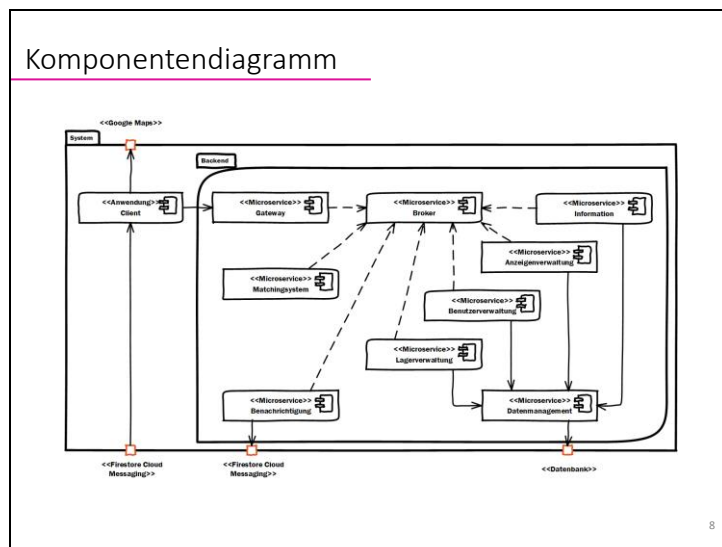 Komponentendiagramm
<<Google Maps>>
System
Backend
<<Anwendung>>
Client
<<Microservice>>
Gateway
<<Microservice>>
Broker
<<Microservice>>
Information
<<Microservice>>
Anzeigenverwaltung
<<Microservice>>
Matchingsystem
<<Microservice>>
Benutzerverwaltung
<<Microservice>>
Lagerverwaltung
<<Microservice>>
Benachrichtigung
<<Microservice>>
Datenmanagement
<<Firestore Cloud
Messaging>>
<<Firestore Cloud
Messaging>>
<<Datenbank>>
8